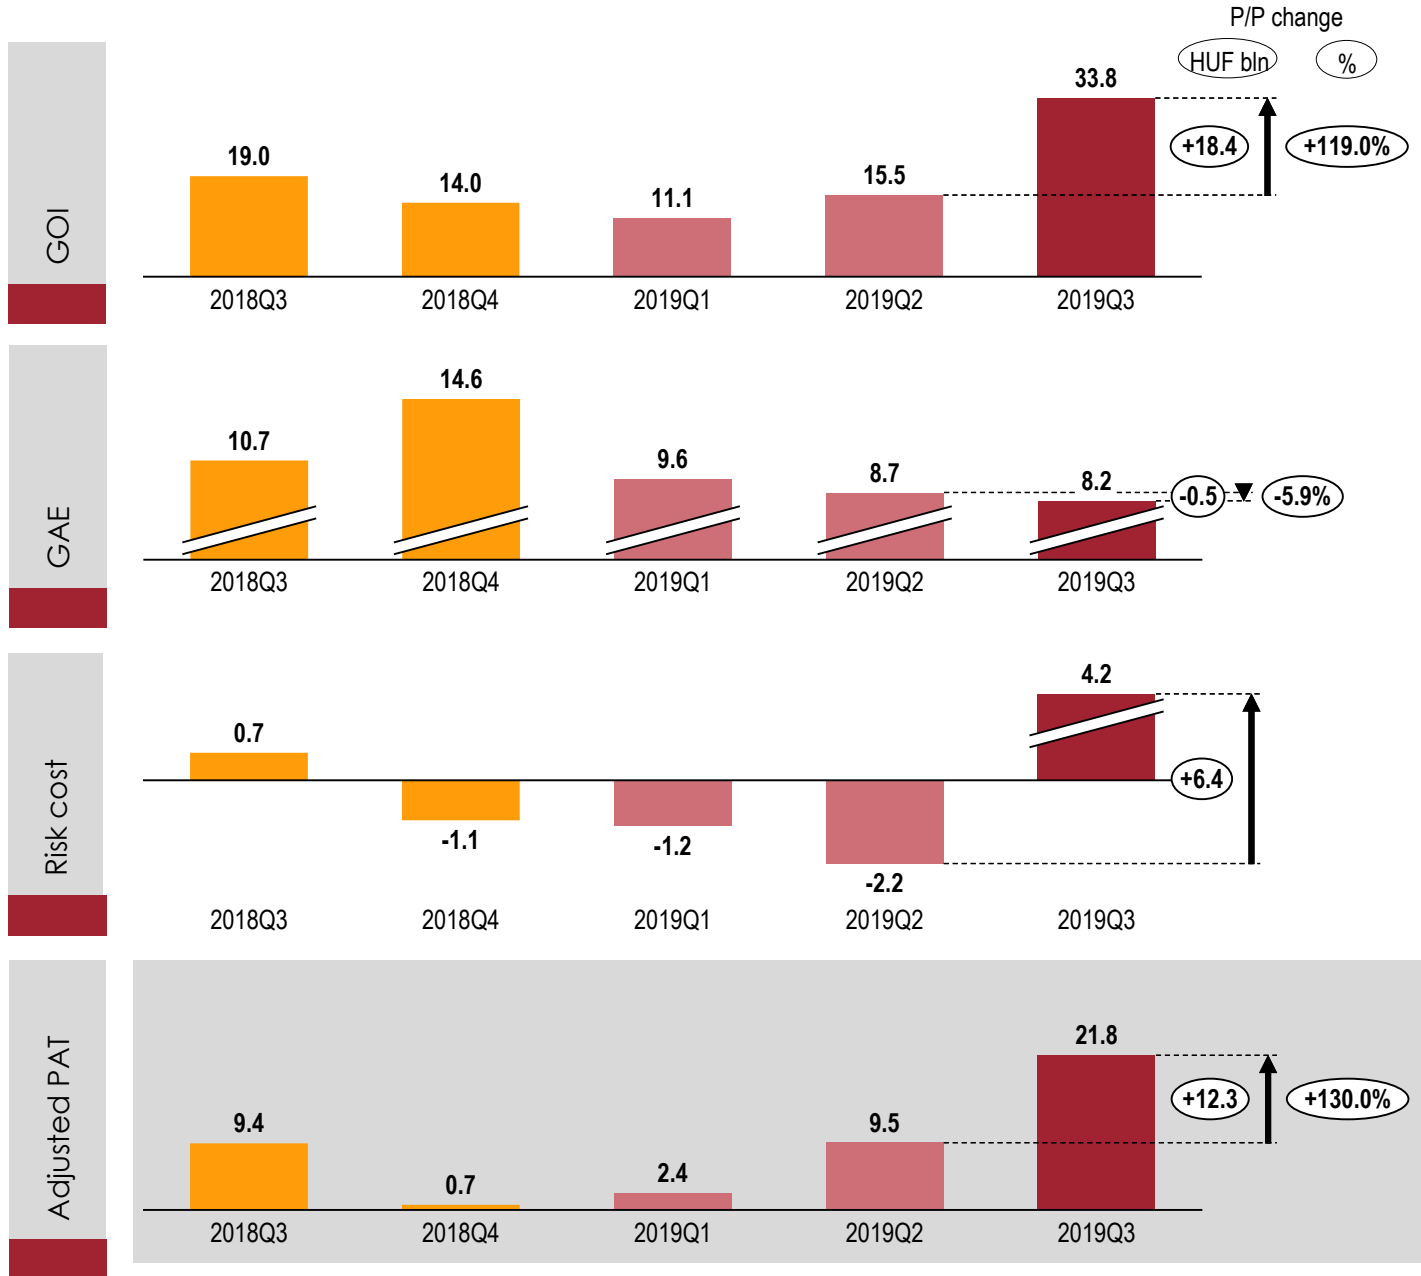 P/P change
HUF bln %
GOI
19.0 14.0 11.1 15.5 33.8 +18.4 +119.0%
2018Q3 2018Q4 2019Q1 2019Q2 2019Q3
GAE
10.7 14.6 9.6 8.7 8.2 -0.5 -5.9%
2018Q3 2018Q4 2019Q1 2019Q2 2019Q3
Risk cost
0.7 -1.1 -1.2 -2.2 4.2 +6.4
2018Q3 2018Q4 2019Q1 2019Q2 2019Q3
Adjusted PAT
9.4 0.7 2.4 9.5 21.8 +12.3 +130.0%
2018Q3 2018Q4 2019Q1 2019Q2 2019Q3